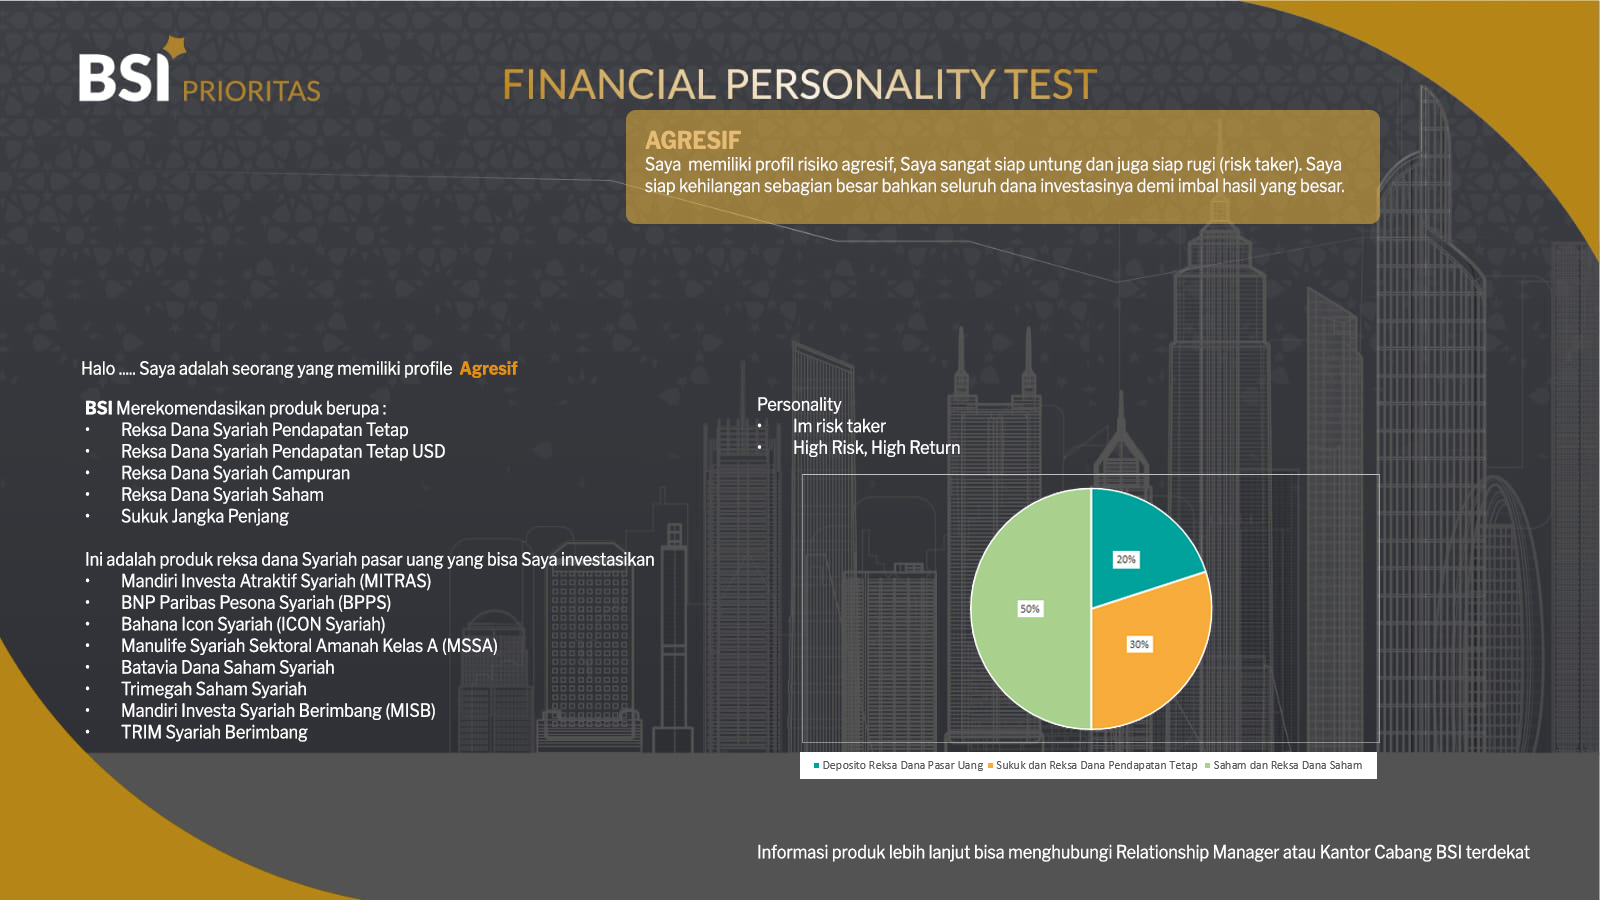 BSI PRIORITAS
FINANCIAL PERSONALITY TEST
AGRESIF
Saya memiliki profil risiko agresif, Saya sangat siap untung dan juga siap rugi (risk taker). Saya
siap kehilangan sebagian besar bahkan seluruh dana investasinya demi imbal hasil yang besar.
Halo ..... Saya adalah seorang yang memiliki profile Agresif
BSI Merekomendasikan produk berupa :
• Reksa Dana Syariah Pendapatan Tetap
• Reksa Dana Syariah Pendapatan Tetap USD
• Reksa Dana Syariah Campuran
• Reksa Dana Syariah Saham
• Sukuk Jangka Penjang
Ini adalah produk reksa dana Syariah pasar uang yang bisa Saya investasikan
• Mandiri Investa Atraktif Syariah (MITRAS)
• BNP Paribas Pesona Syariah (BPPS)
• Bahana Icon Syariah (ICON Syariah)
• Manulife Syariah Sektoral Amanah Kelas A (MSSA)
• Batavia Dana Saham Syariah
• Trimegah Saham Syariah
• Mandiri Investa Syariah Berimbang (MISB)
• TRIM Syariah Berimbang
Personality
• Im risk taker
• High Risk, High Return
20%
50%
30%
Deposito Reksa Dana Pasar Uang Sukuk dan Reksa Dana Pendapatan Tetap Saham dan Reksa Dana Saham
Informasi produk lebih lanjut bisa menghubungi Relationship Manager atau Kantor Cabang BSI terdekat